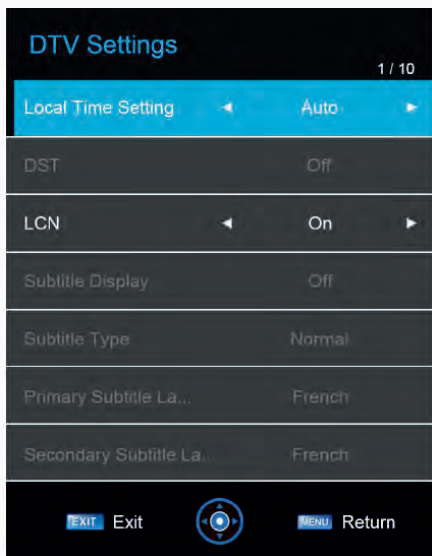 DTV Settings
1 / 10
Local Time Setting Auto
DST Off
LCN On
Subtitle Display Off
Subtitle Type Normal
Primary Subtitle La... French
Secondary Subtitle La... French
EXIT Exit MENU Return